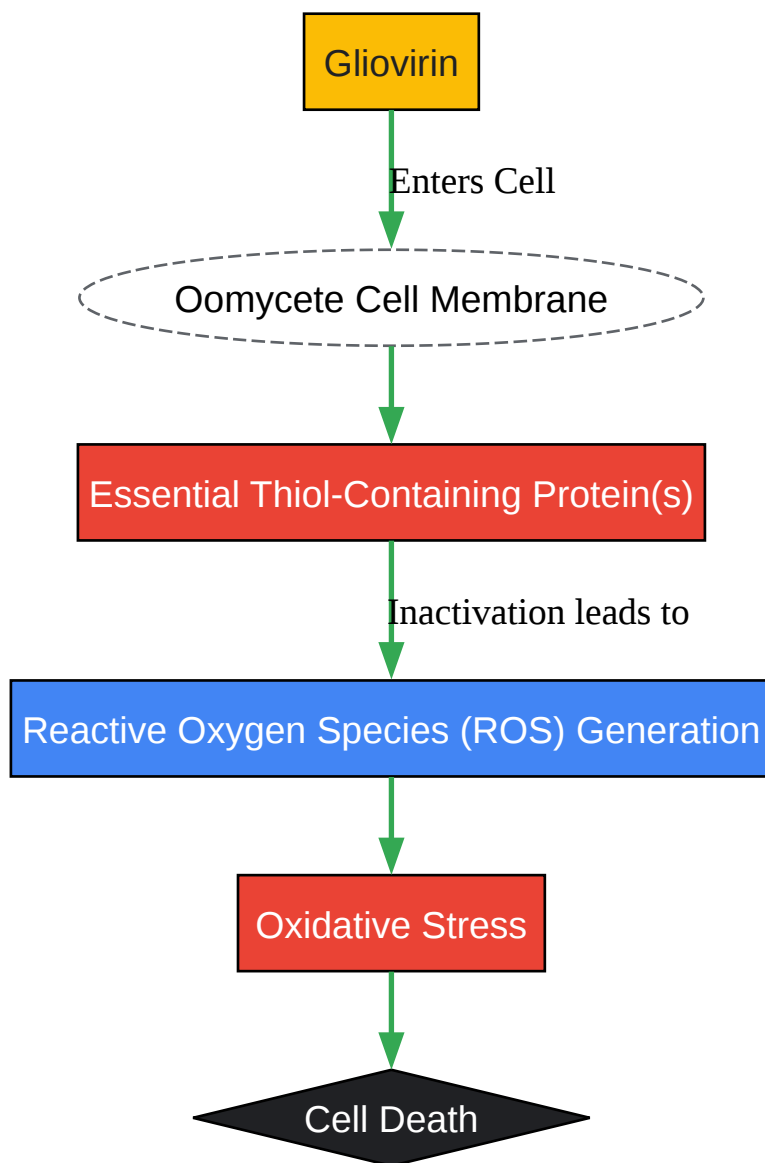 Gliovirin
Enters Cell
Oomycete Cell Membrane
Essential Thiol-Containing Protein(s)
Inactivation leads to
Reactive Oxygen Species (ROS) Generation
Oxidative Stress
Cell Death